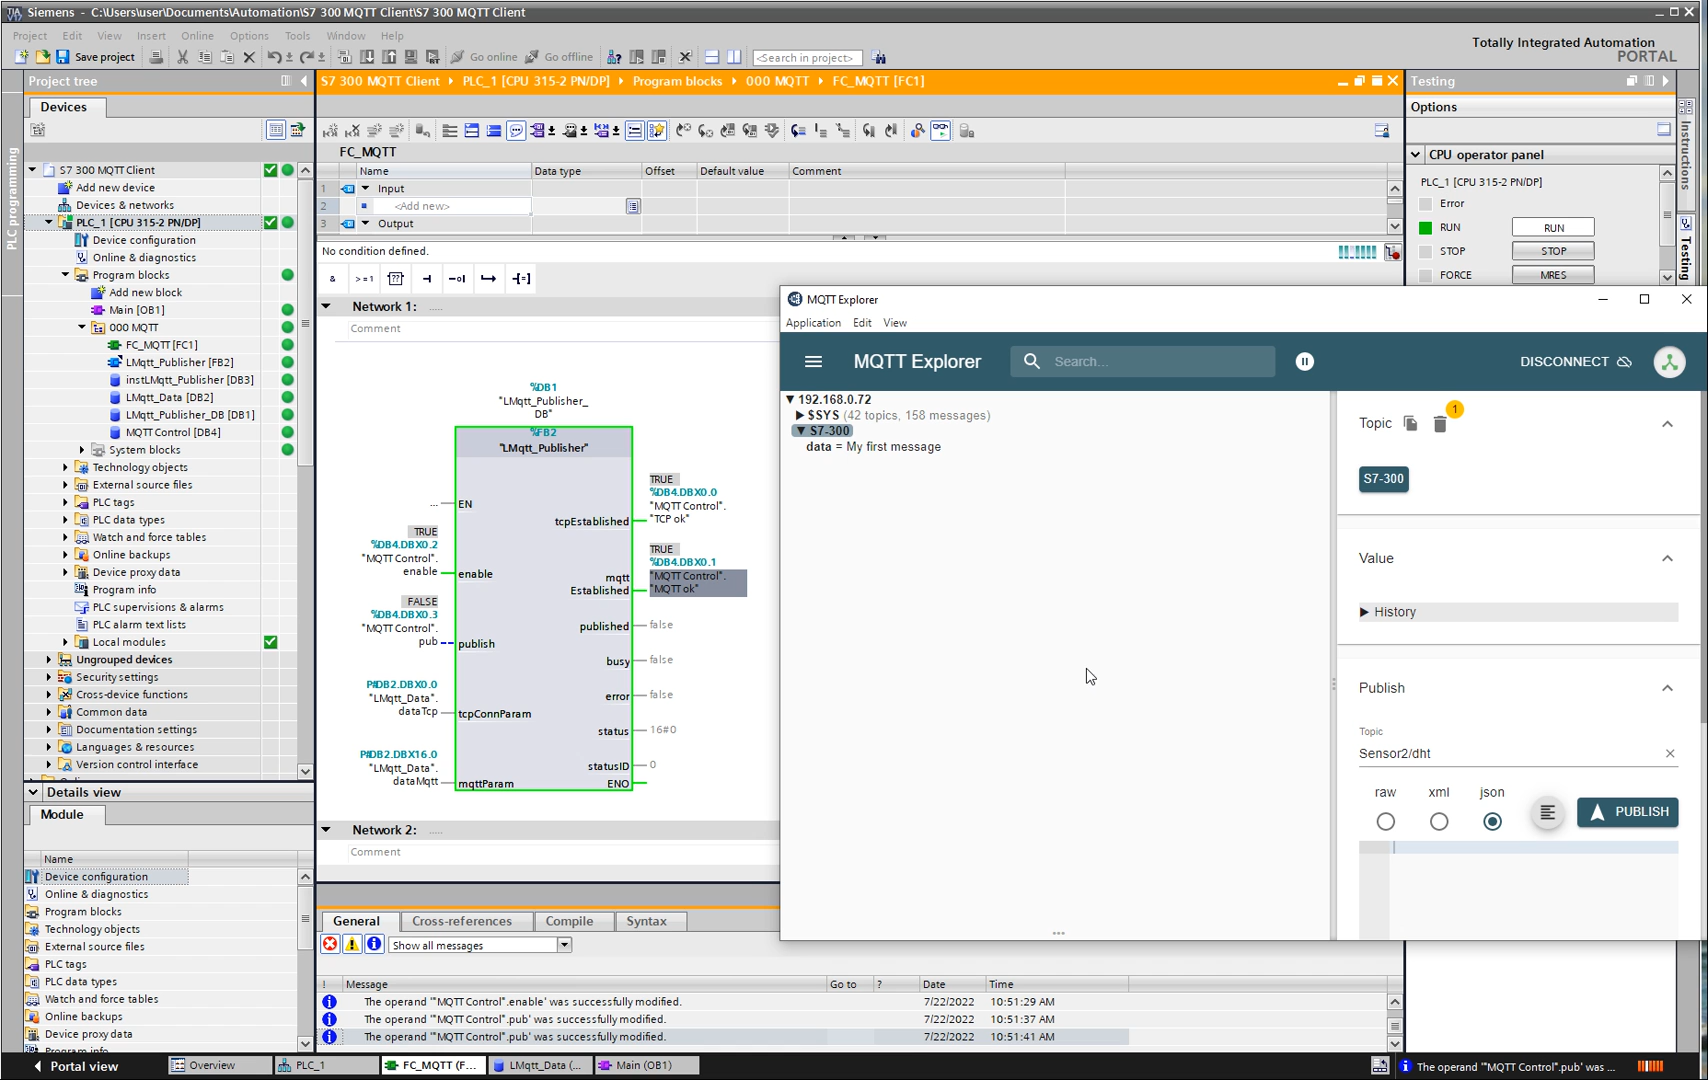 Siemens - C:\Users\user\Documents\Automation\S7 300 MQTT Client\S7 300 MQTT Client
Project Edit View Insert Online Options Tools Window Help
Save project
Go online
Go offline
<Search in project>
Totally Integrated Automation
PORTAL
Project tree
Devices
PLC programming
S7 300 MQTT Client
Add new device
Devices & networks
PLC_1 [CPU 315-2 PN/DP]
Device configuration
Online & diagnostics
Program blocks
Add new block
Main [OB1]
000 MQTT
FC_MQTT [FC1]
LMqtt_Publisher [FB2]
instLMqtt_Publisher [DB3]
LMqtt_Data [DB2]
LMqtt_Publisher_DB [DB1]
MQTT Control [DB4]
System blocks
Technology objects
External source files
PLC tags
PLC data types
Watch and force tables
Online backups
Device proxy data
Program info
PLC supervisions & alarms
PLC alarm text lists
Local modules
Ungrouped devices
Security settings
Cross-device functions
Common data
Documentation settings
Languages & resources
Version control interface
Details view
Module
Name
Device configuration
Online & diagnostics
Program blocks
Technology objects
External source files
PLC tags
PLC data types
Watch and force tables
Online backups
Device proxy data
Program info
S7 300 MQTT Client PLC_1 [CPU 315-2 PN/DP] Program blocks 000 MQTT FC_MQTT [FC1]
FC_MQTT
Name Data type Offset Default value Comment
1 Input
2 <Add new>
3 Output
No condition defined.
& >=1 [??] -| -o| -[=]
Network 1: .....
Comment
%DB1
"LMqtt_Publisher_
DB"
%FB2
"LMqtt_Publisher"
... EN
TRUE
%DB4.DBX0.2
"MQTT Control".
enable enable
FALSE
%DB4.DBX0.3
"MQTT Control".
pub publish
P#DB2.DBX0.0
"LMqtt_Data".
dataTcp tcpConnParam
P#DB2.DBX16.0
"LMqtt_Data".
dataMqtt mqttParam
TRUE
%DB4.DBX0.0
"MQTT Control".
tcpEstablished "TCP ok"
TRUE
%DB4.DBX0.1
mqtt "MQTT Control".
Established "MQTT ok"
published false
busy false
error false
status 16#0
statusID 0
ENO
Network 2: .....
Comment
General Cross-references Compile Syntax
Show all messages
! Message Go to ? Date Time
The operand '"MQTT Control".enable' was successfully modified. 7/22/2022 10:51:29 AM
The operand '"MQTT Control".pub' was successfully modified. 7/22/2022 10:51:37 AM
The operand '"MQTT Control".pub' was successfully modified. 7/22/2022 10:51:41 AM
Testing
Options
CPU operator panel
PLC_1 [CPU 315-2 PN/DP]
Error
RUN RUN
STOP STOP
FORCE MRES
Instructions
Testing
MQTT Explorer
Application Edit View
MQTT Explorer
Search...
DISCONNECT
192.168.0.72
$SYS (42 topics, 158 messages)
S7-300
data = My first message
Topic
1
S7-300
Value
History
Publish
Topic
Sensor2/dht
raw xml json
PUBLISH
Portal view
Overview
PLC_1
FC_MQTT (F...
LMqtt_Data (...
Main (OB1)
The operand '"MQTT Control".pub' was ...